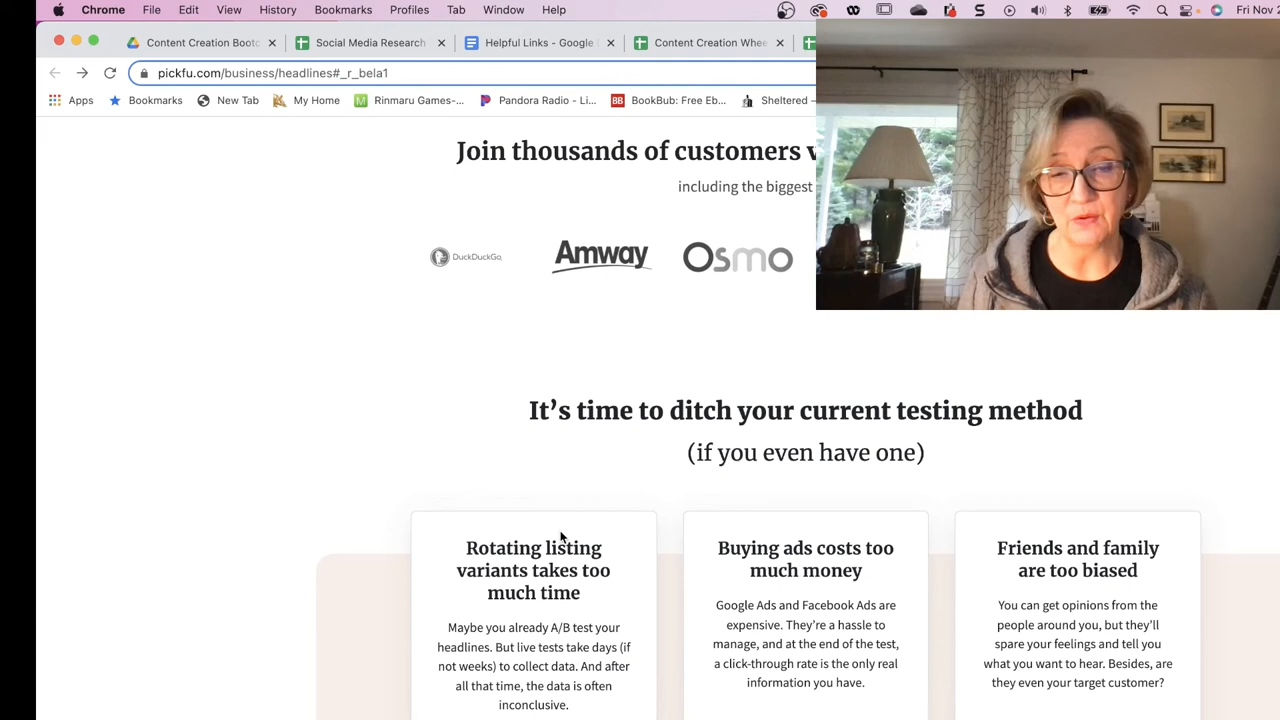 Chrome File Edit View History Bookmarks Profiles Tab Window Help Fri Nov 2
Content Creation Boot Social Media Research Helpful Links - Google Content Creation Whee
pickfu.com/business/headlines#_r_bela1
Apps Bookmarks New Tab My Home Rinmaru Games-... Pandora Radio - Li... BookBub: Free Eb... Sheltered –
Join thousands of customers
including the biggest
DuckDuckGo
Amway
Osmo
It’s time to ditch your current testing method
(if you even have one)
Rotating listing
variants takes too
much time
Maybe you already A/B test your
headlines. But live tests take days (if
not weeks) to collect data. And after
all that time, the data is often
inconclusive.
Buying ads costs too
much money
Google Ads and Facebook Ads are
expensive. They’re a hassle to
manage, and at the end of the test,
a click-through rate is the only real
information you have.
Friends and family
are too biased
You can get opinions from the
people around you, but they’ll
spare your feelings and tell you
what you want to hear. Besides, are
they even your target customer?